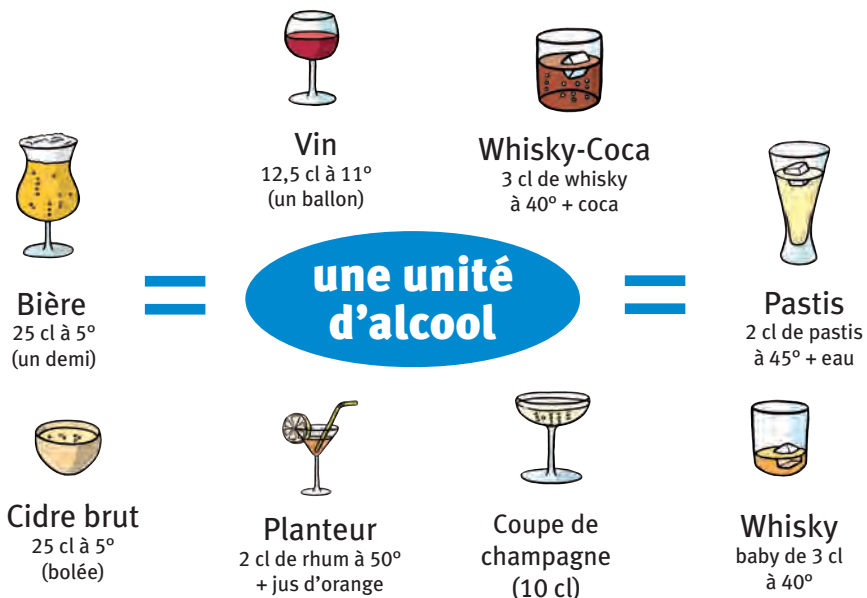 Vin
12,5 cl à 11°
(un ballon)
Whisky-Coca
3 cl de whisky
à 40° + coca
Bière
25 cl à 5°
(un demi)
=
une unité
d'alcool
=
Pastis
2 cl de pastis
à 45° + eau
Cidre brut
25 cl à 5°
(bolée)
Planteur
2 cl de rhum à 50°
+ jus d'orange
Coupe de
champagne
(10 cl)
Whisky
baby de 3 cl
à 40°